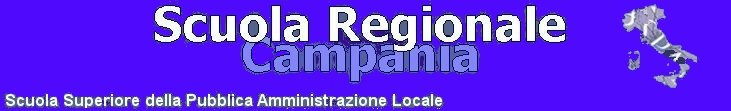 Scuola Regionale
Campania
Scuola Superiore della Pubblica Amministrazione Locale